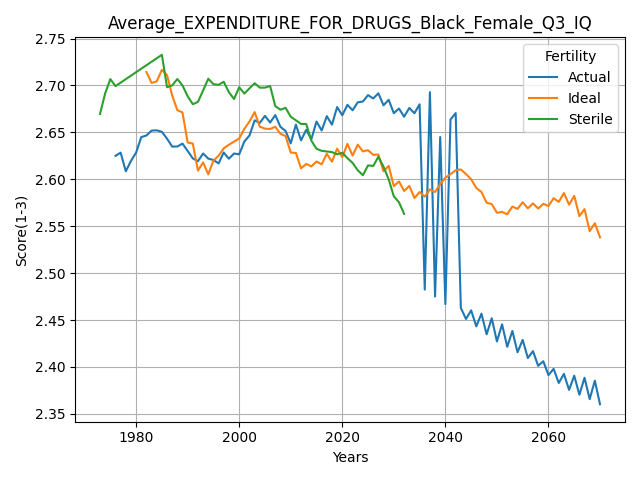 Average_EXPENDITURE_FOR_DRUGS_Black_Female_Q3_IQ
Fertility
Actual
Ideal
Sterile
Score(1-3)
2.75
2.70
2.65
2.60
2.55
2.50
2.45
2.40
2.35
1980 2000 2020 2040 2060
Years